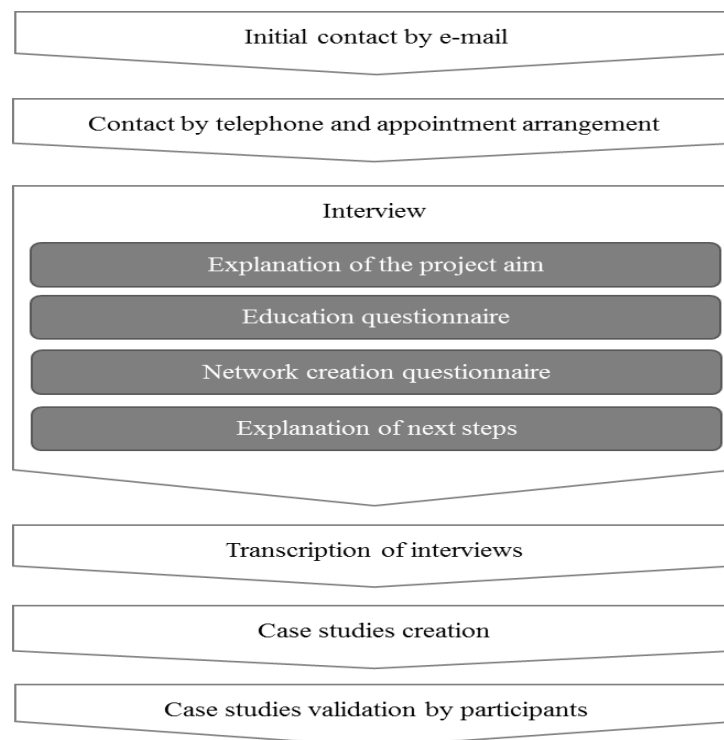 Initial contact by e-mail
Contact by telephone and appointment arrangement
Interview
Explanation of the project aim
Education questionnaire
Network creation questionnaire
Explanation of next steps
Transcription of interviews
Case studies creation
Case studies validation by participants